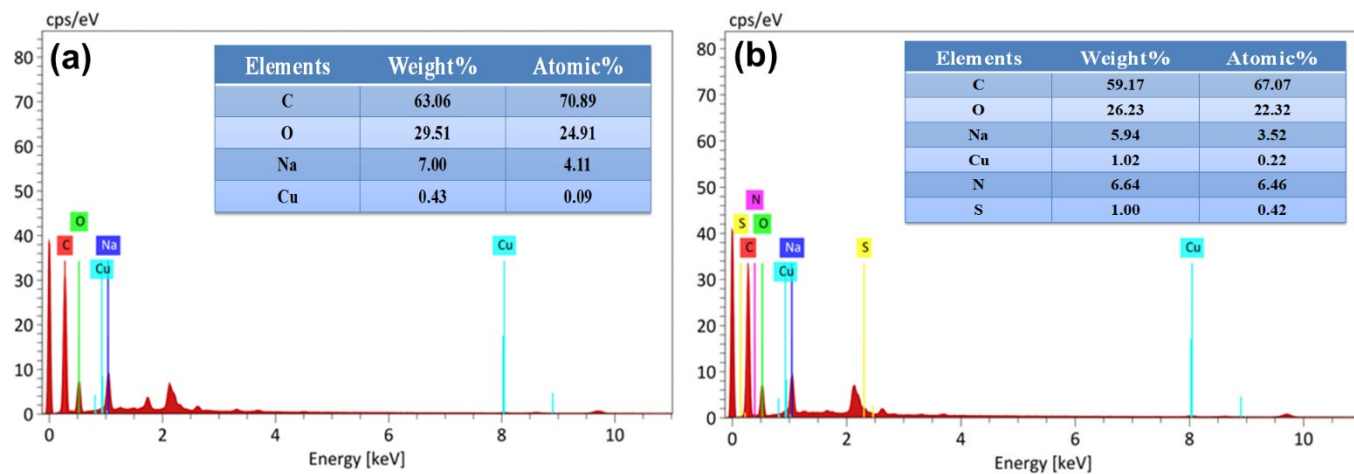 cps/eV
(a)
Elements Weight% Atomic%
C 63.06 70.89
O 29.51 24.91
Na 7.00 4.11
Cu 0.43 0.09
80
70
60
50
40
30
20
10
0
O
C Na Cu
Cu
0 2 4 6 8 10
Energy [keV]
cps/eV
(b)
Elements Weight% Atomic%
C 59.17 67.07
O 26.23 22.32
Na 5.94 3.52
Cu 1.02 0.22
N 6.64 6.46
S 1.00 0.42
80
70
60
50
40
30
20
10
0
N
S O
C Na S Cu
Cu
0 2 4 6 8 10
Energy [keV]